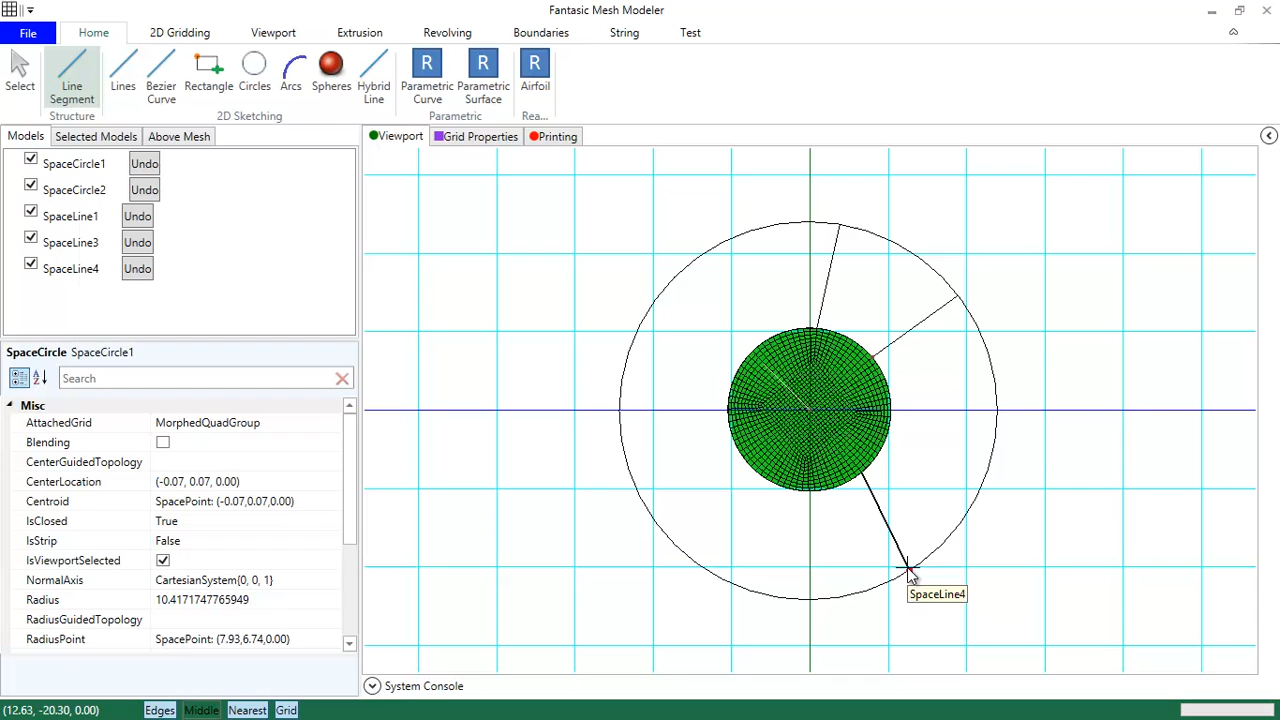 Fantasic Mesh Modeler
File Home 2D Gridding Viewport Extrusion Revolving Boundaries String Test
Select Line Segment Lines Bezier Curve Rectangle Circles Arcs Spheres Hybrid Line Parametric Curve Parametric Surface Airfoil
Structure 2D Sketching Parametric Rea...
Models Selected Models Above Mesh
Viewport Grid Properties Printing
SpaceCircle1 Undo
SpaceCircle2 Undo
SpaceLine1 Undo
SpaceLine3 Undo
SpaceLine4 Undo
SpaceCircle SpaceCircle1
Search
Misc
AttachedGrid MorphedQuadGroup
Blending
CenterGuidedTopology
CenterLocation (-0.07, 0.07, 0.00)
Centroid SpacePoint: (-0.07,0.07,0.00)
IsClosed True
IsStrip False
IsViewportSelected
NormalAxis CartesianSystem{0, 0, 1}
Radius 10.4171747765949
RadiusGuidedTopology
RadiusPoint SpacePoint: (7.93,6.74,0.00)
SpaceLine4
System Console
(12.63, -20.30, 0.00) Edges Middle Nearest Grid